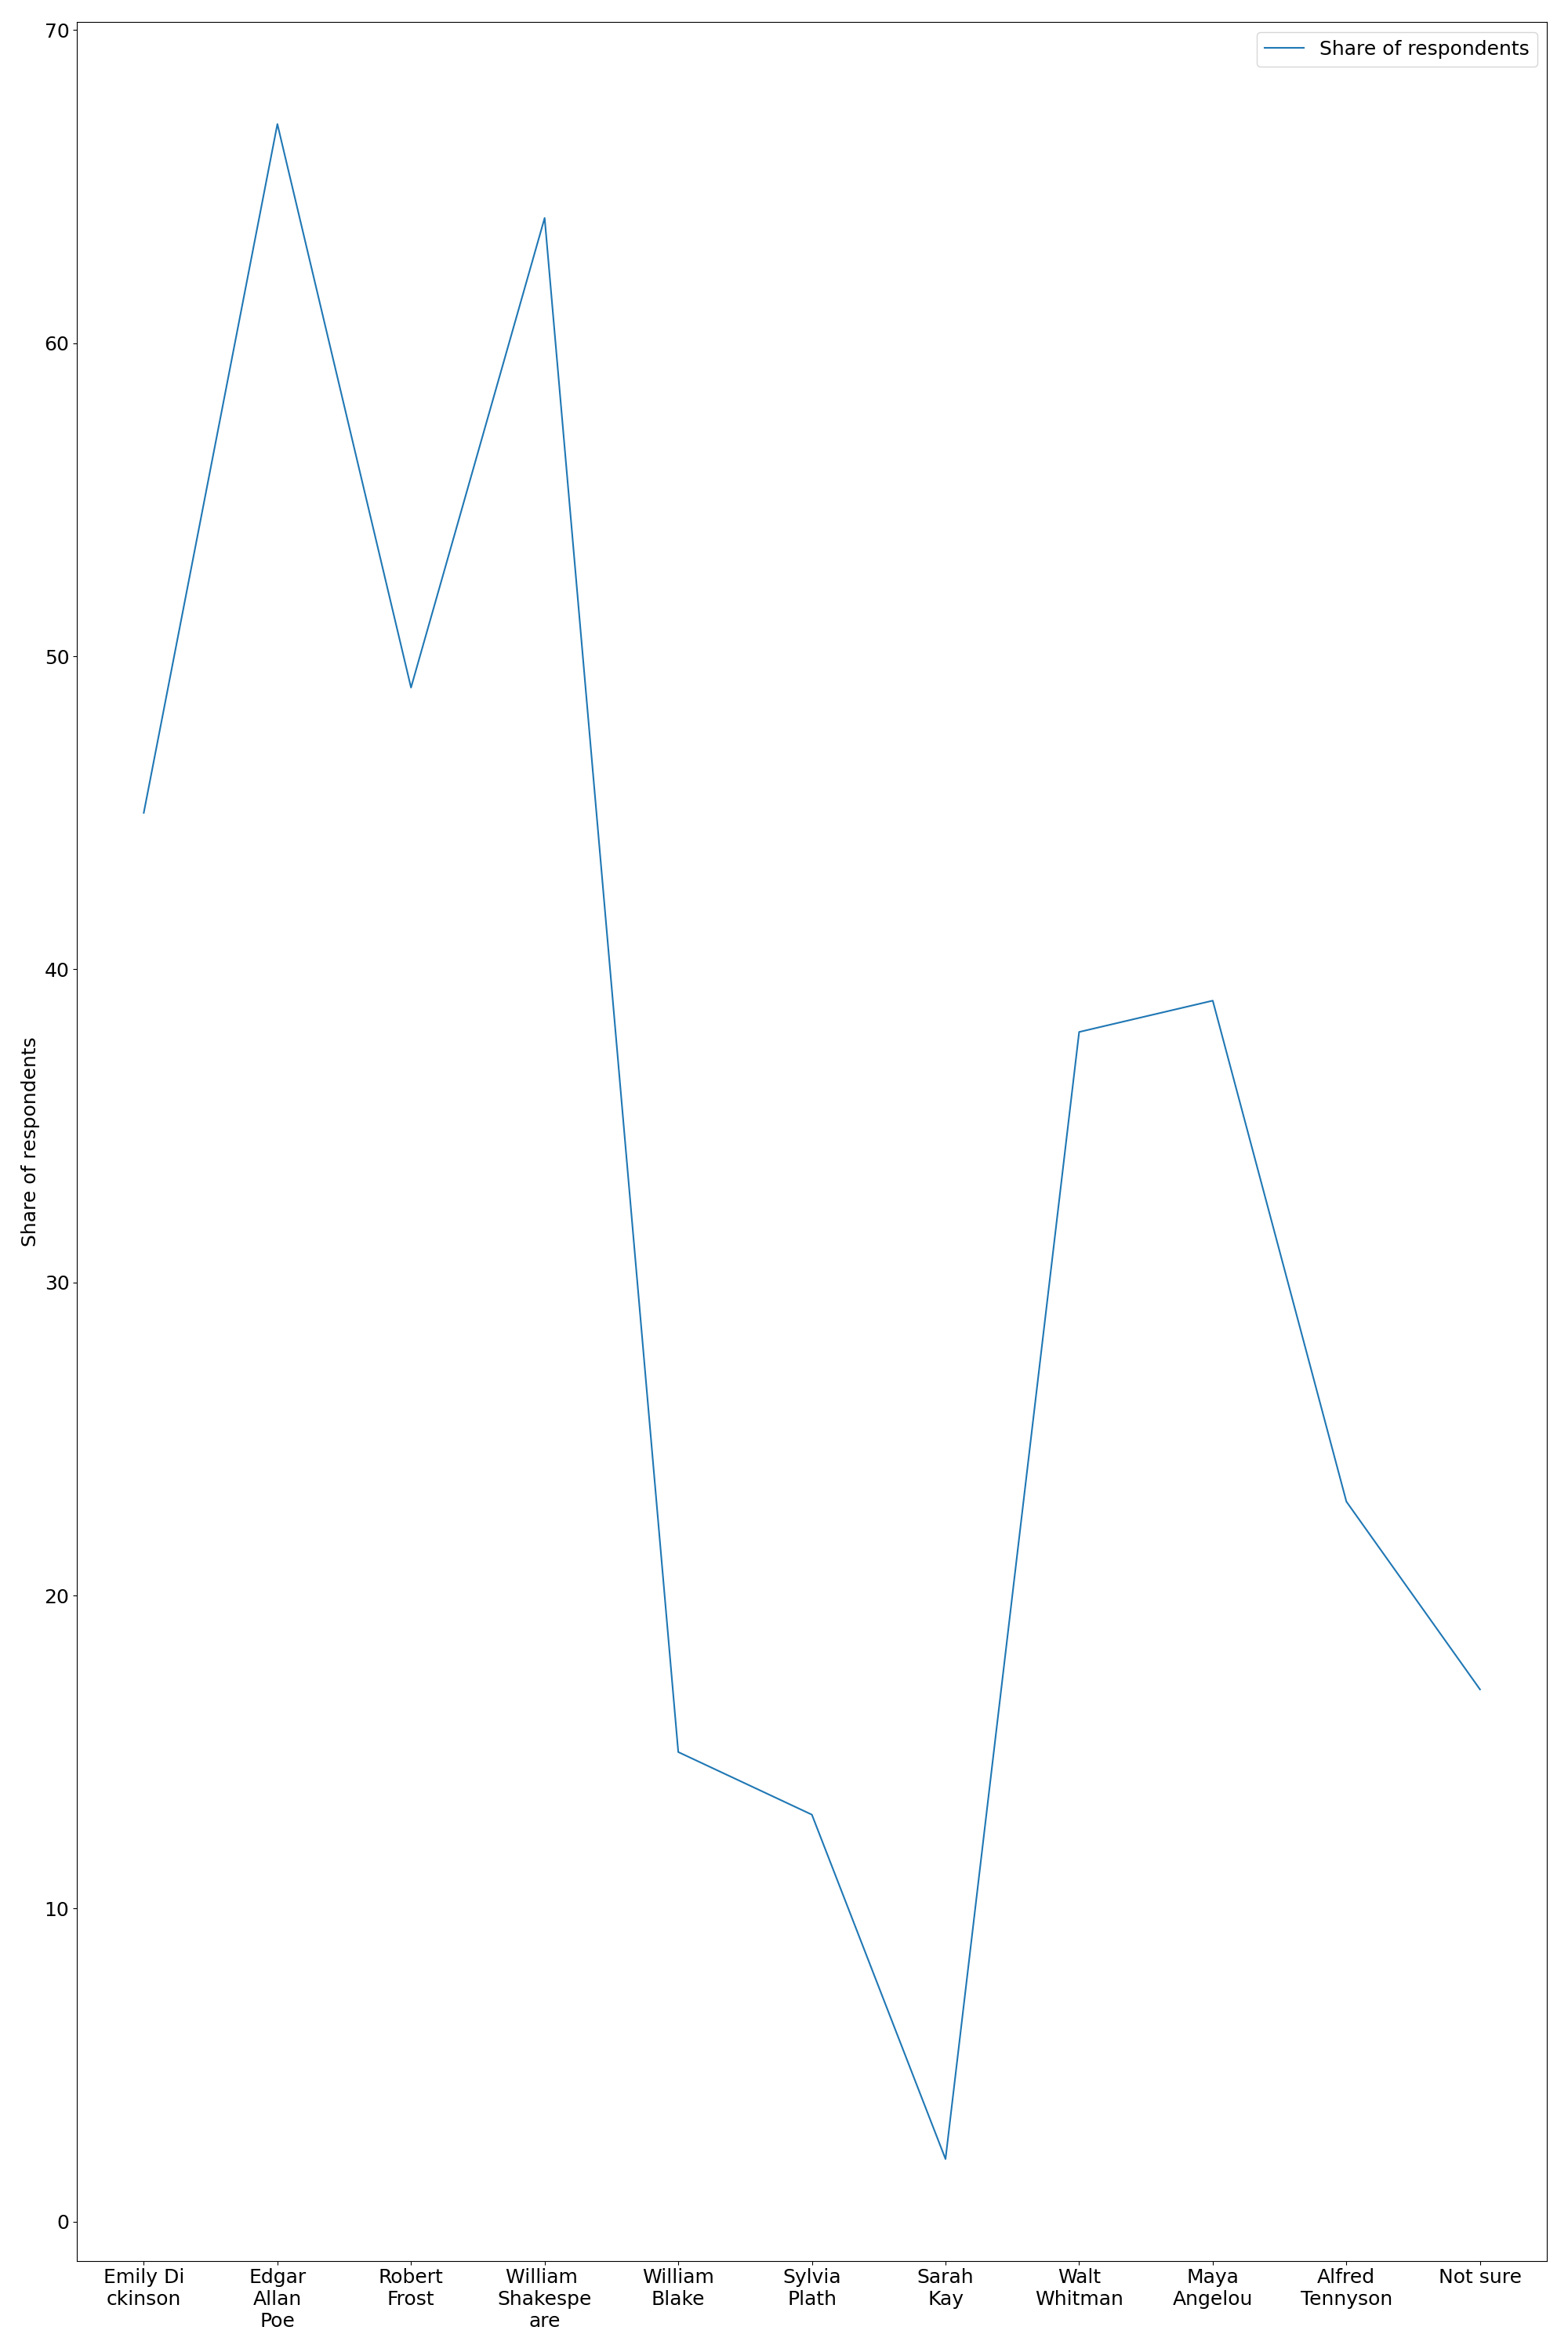 70
60
50
40
30
20
10
0
Share of respondents
Share of respondents
Emily Di
ckinson
Edgar
Allan
Poe
Robert
Frost
William
Shakespe
are
William
Blake
Sylvia
Plath
Sarah
Kay
Walt
Whitman
Maya
Angelou
Alfred
Tennyson
Not sure